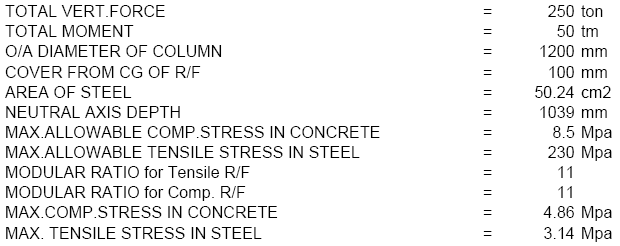 TOTAL VERT.FORCE = 250 ton
TOTAL MOMENT = 50 tm
O/A DIAMETER OF COLUMN = 1200 mm
COVER FROM CG OF R/F = 100 mm
AREA OF STEEL = 50.24 cm2
NEUTRAL AXIS DEPTH = 1039 mm
MAX.ALLOWABLE COMP.STRESS IN CONCRETE = 8.5 Mpa
MAX.ALLOWABLE TENSILE STRESS IN STEEL = 230 Mpa
MODULAR RATIO for Tensile R/F = 11
MODULAR RATIO for Comp. R/F = 11
MAX.COMP.STRESS IN CONCRETE = 4.86 Mpa
MAX. TENSILE STRESS IN STEEL = 3.14 Mpa